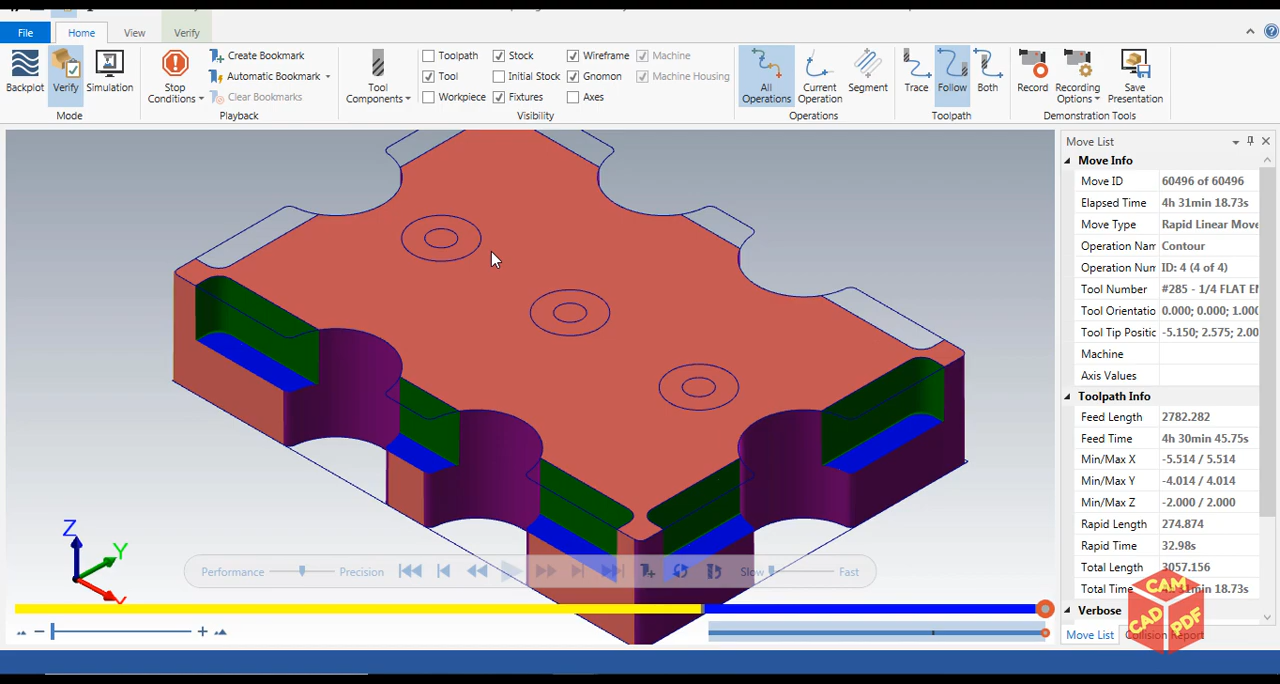 File
Home
View
Verify
Backplot
Verify
Simulation
Mode
Stop
Conditions
Create Bookmark
Automatic Bookmark
Clear Bookmarks
Playback
Tool
Components
Toolpath
Stock
Wireframe
Machine
Tool
Initial Stock
Gnomon
Machine Housing
Workpiece
Fixtures
Axes
Visibility
All
Operations
Current
Operation
Segment
Operations
Trace
Follow
Both
Toolpath
Record
Recording
Options
Save
Presentation
Demonstration Tools
Move List
Move Info
Move ID 60496 of 60496
Elapsed Time 4h 31min 18.73s
Move Type Rapid Linear Move
Operation Nam Contour
Operation Num ID: 4 (4 of 4)
Tool Number #285 - 1/4 FLAT EN
Tool Orientatio 0.000; 0.000; 1.000
Tool Tip Positic -5.150; 2.575; 2.00
Machine
Axis Values
Toolpath Info
Feed Length 2782.282
Feed Time 4h 30min 45.75s
Min/Max X -5.514 / 5.514
Min/Max Y -4.014 / 4.014
Min/Max Z -2.000 / 2.000
Rapid Length 274.874
Rapid Time 32.98s
Total Length 3057.156
Total Time 31min 18.73s
Verbose
Move List
Collision Report
Z
Y
Performance
Precision
Slow
Fast
CAM
CAD
PDF